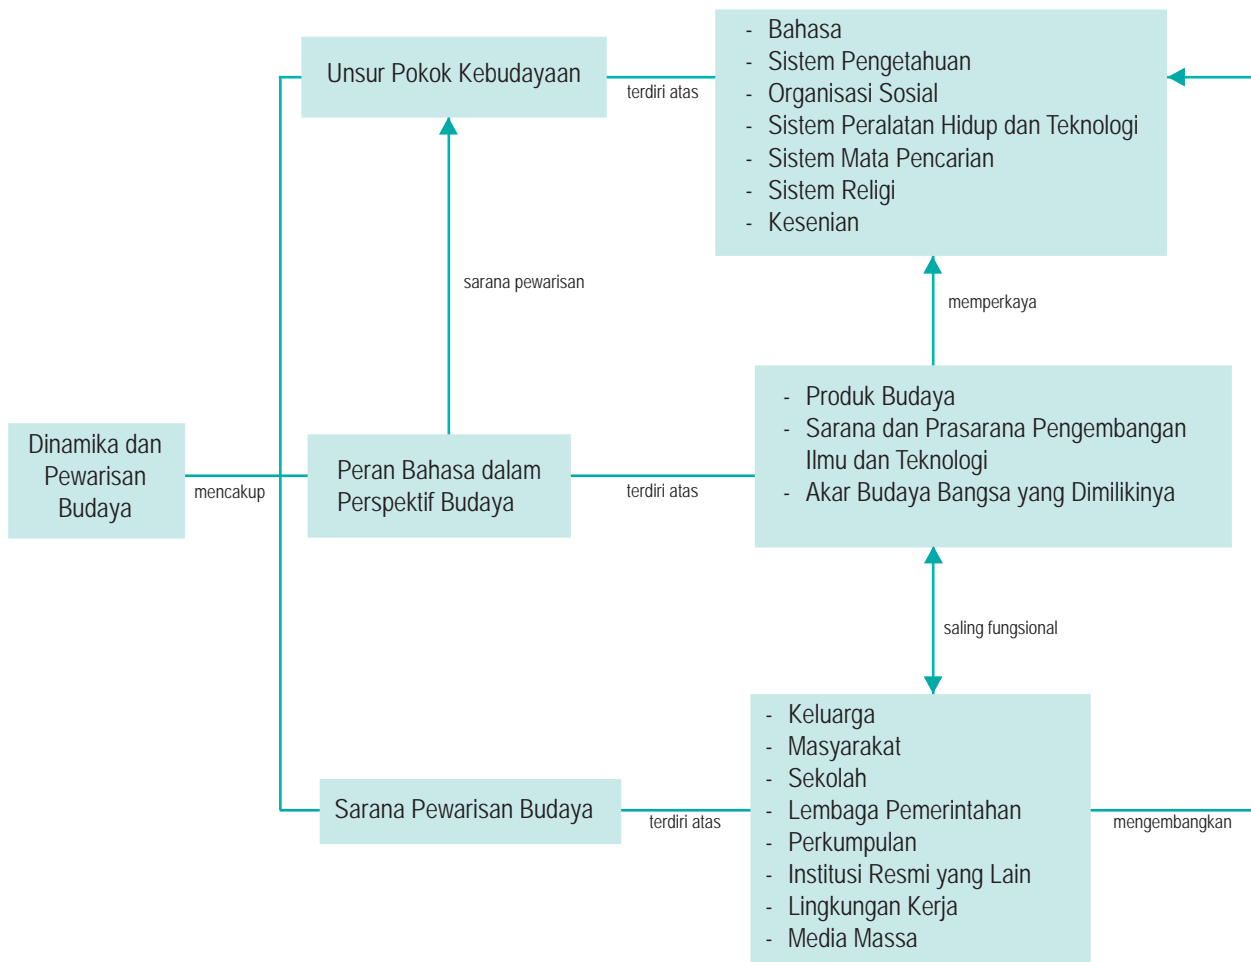 Unsur Pokok Kebudayaan
terdiri atas
- Bahasa
- Sistem Pengetahuan
- Organisasi Sosial
- Sistem Peralatan Hidup dan Teknologi
- Sistem Mata Pencarian
- Sistem Religi
- Kesenian
sarana pewarisan
memperkaya
Dinamika dan
Pewarisan
Budaya
mencakup
Peran Bahasa dalam
Perspektif Budaya
terdiri atas
- Produk Budaya
- Sarana dan Prasarana Pengembangan
Ilmu dan Teknologi
- Akar Budaya Bangsa yang Dimilikinya
saling fungsional
Sarana Pewarisan Budaya
terdiri atas
- Keluarga
- Masyarakat
- Sekolah
- Lembaga Pemerintahan
- Perkumpulan
- Institusi Resmi yang Lain
- Lingkungan Kerja
- Media Massa
mengembangkan